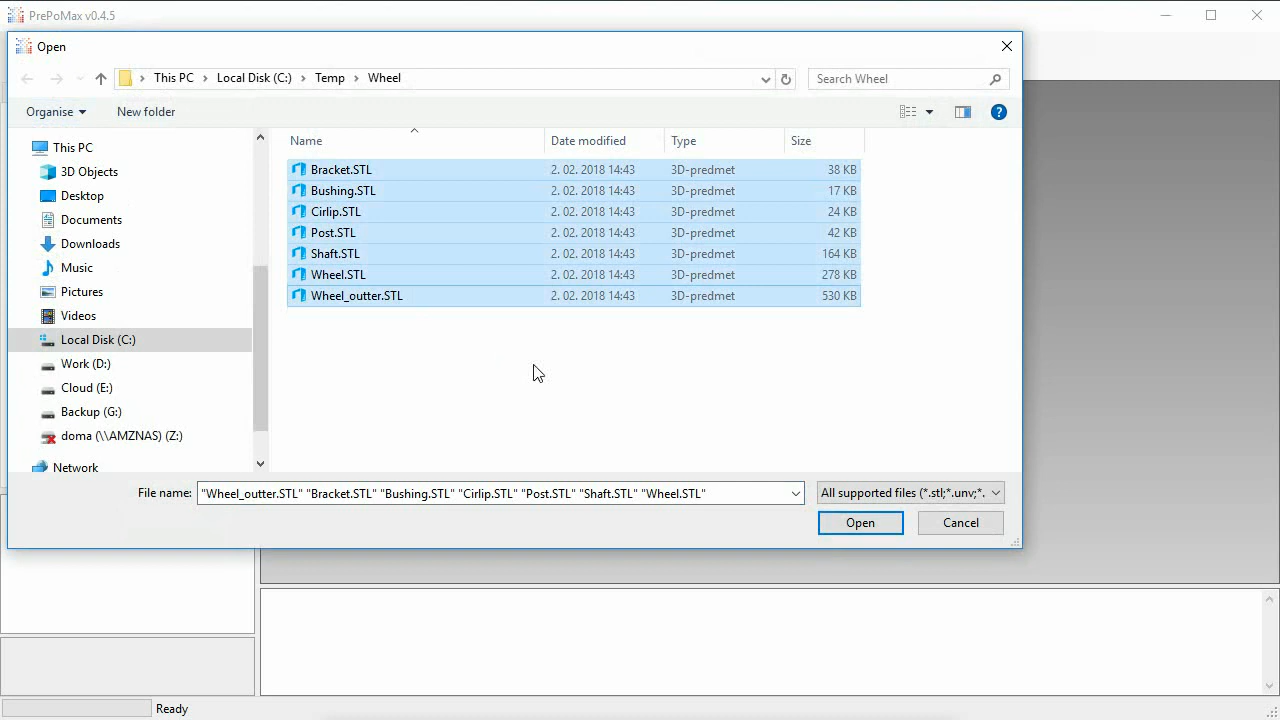 PrePoMax v0.4.5
Open
This PC > Local Disk (C:) > Temp > Wheel
Search Wheel
Organise
New folder
Name Date modified Type Size
This PC
3D Objects
Desktop
Documents
Downloads
Music
Pictures
Videos
Local Disk (C:)
Work (D:)
Cloud (E:)
Backup (G:)
doma (\\AMZNAS) (Z:)
Network
Bracket.STL 2. 02. 2018 14:43 3D-predmet 38 KB
Bushing.STL 2. 02. 2018 14:43 3D-predmet 17 KB
Cirlip.STL 2. 02. 2018 14:43 3D-predmet 24 KB
Post.STL 2. 02. 2018 14:43 3D-predmet 42 KB
Shaft.STL 2. 02. 2018 14:43 3D-predmet 164 KB
Wheel.STL 2. 02. 2018 14:43 3D-predmet 278 KB
Wheel_outter.STL 2. 02. 2018 14:43 3D-predmet 530 KB
File name: "Wheel_outter.STL" "Bracket.STL" "Bushing.STL" "Cirlip.STL" "Post.STL" "Shaft.STL" "Wheel.STL"
All supported files (*.stl;*.unv;*.
Open
Cancel
Ready